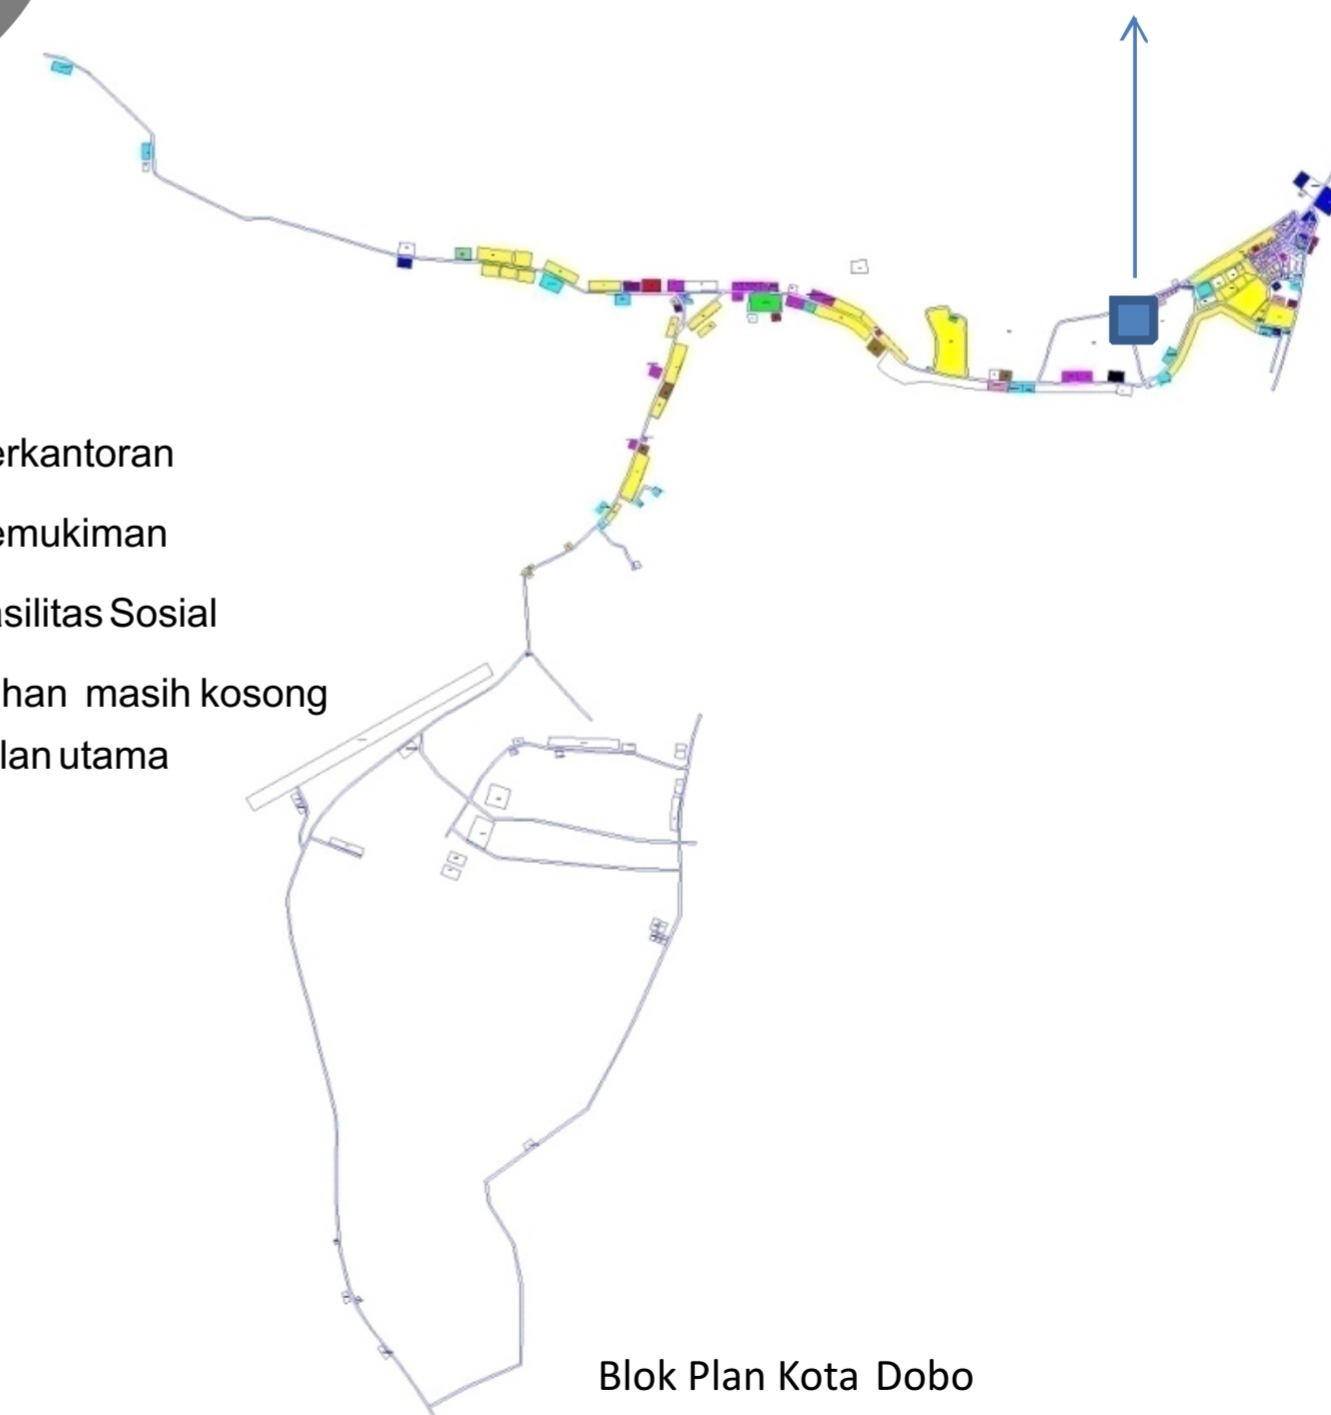 erkantoran
emukiman
asilitas Sosial
han masih kosong
lan utama
Blok Plan Kota Dobo